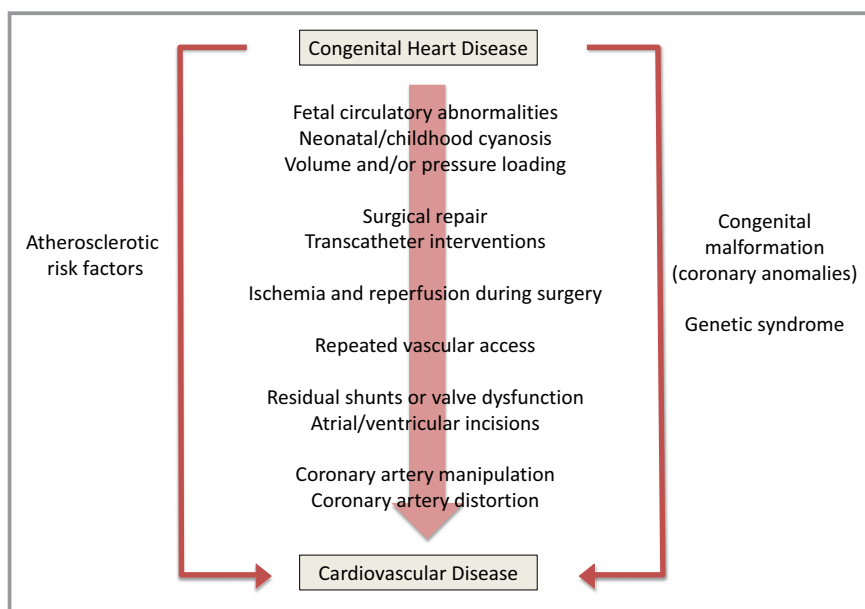 Congenital Heart Disease
Fetal circulatory abnormalities
Neonatal/childhood cyanosis
Volume and/or pressure loading
Surgical repair
Transcatheter interventions
Ischemia and reperfusion during surgery
Repeated vascular access
Residual shunts or valve dysfunction
Atrial/ventricular incisions
Coronary artery manipulation
Coronary artery distortion
Cardiovascular Disease
Atherosclerotic
risk factors
Congenital
malformation
(coronary anomalies)
Genetic syndrome